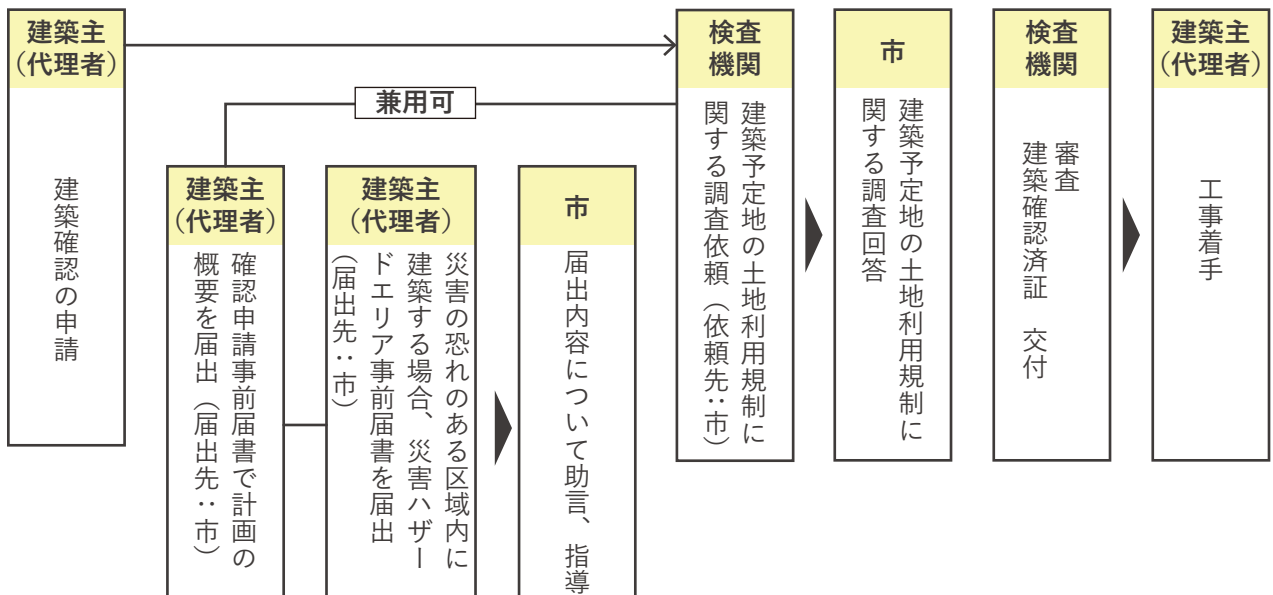 建築主
（代理者）
建築確認の申請
兼用可
建築主
（代理者）
確認申請事前届書で計画の
概要を届出（届出先：市）
建築主
（代理者）
災害の恐れのある区域内に
建築する場合、災害ハザー
ドエリア事前届書を届出
（届出先：市）
市
届出内容について助言、指導
検査
機関
建築予定地の土地利用規制に
関する調査依頼（依頼先：市）
市
建築予定地の土地利用規制に
関する調査回答
検査
機関
審査
建築確認済証　交付
建築主
（代理者）
工事着手